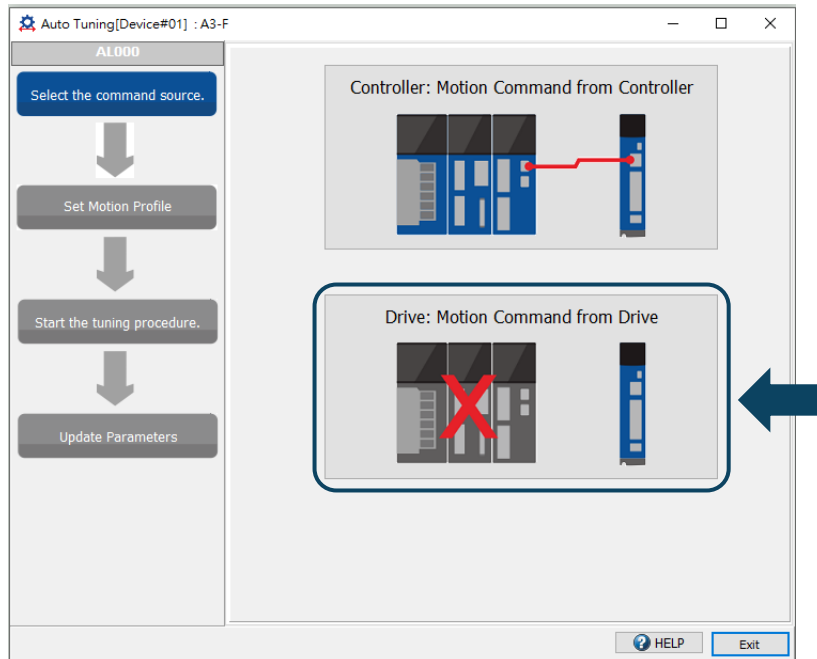 Auto Tuning[Device#01] : A3-F
AL000
Select the command source.
Set Motion Profile
Start the tuning procedure.
Update Parameters
Controller: Motion Command from Controller
Drive: Motion Command from Drive
X
HELP
Exit